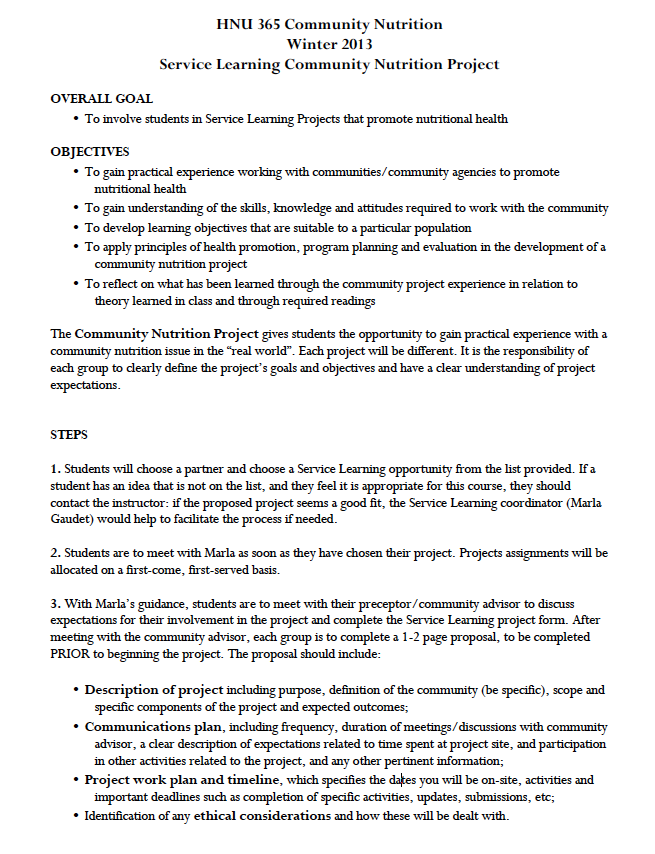 HNU 365 Community Nutrition
Winter 2013
Service Learning Community Nutrition Project
OVERALL GOAL
• To involve students in Service Learning Projects that promote nutritional health
OBJECTIVES
• To gain practical experience working with communities/community agencies to promote
nutritional health
• To gain understanding of the skills, knowledge and attitudes required to work with the community
• To develop learning objectives that are suitable to a particular population
• To apply principles of health promotion, program planning and evaluation in the development of a
community nutrition project
• To reflect on what has been learned through the community project experience in relation to
theory learned in class and through required readings
The Community Nutrition Project gives students the opportunity to gain practical experience with a
community nutrition issue in the “real world”. Each project will be different. It is the responsibility of
each group to clearly define the project’s goals and objectives and have a clear understanding of project
expectations.
STEPS
1. Students will choose a partner and choose a Service Learning opportunity from the list provided. If a
student has an idea that is not on the list, and they feel it is appropriate for this course, they should
contact the instructor: if the proposed project seems a good fit, the Service Learning coordinator (Marla
Gaudet) would help to facilitate the process if needed.
2. Students are to meet with Marla as soon as they have chosen their project. Projects assignments will be
allocated on a first-come, first-served basis.
3. With Marla’s guidance, students are to meet with their preceptor/community advisor to discuss
expectations for their involvement in the project and complete the Service Learning project form. After
meeting with the community advisor, each group is to complete a 1-2 page proposal, to be completed
PRIOR to beginning the project. The proposal should include:
• Description of project including purpose, definition of the community (be specific), scope and
specific components of the project and expected outcomes;
• Communications plan, including frequency, duration of meetings/discussions with community
advisor, a clear description of expectations related to time spent at project site, and participation
in other activities related to the project, and any other pertinent information;
• Project work plan and timeline, which specifies the dates you will be on-site, activities and
important deadlines such as completion of specific activities, updates, submissions, etc;
• Identification of any ethical considerations and how these will be dealt with.